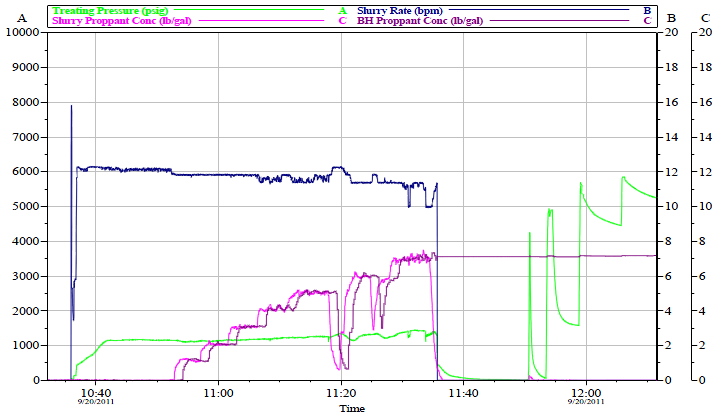 Treating Pressure (psig) A Slurry Rate (bpm) B
Slurry Proppant Conc (lb/gal) C BH Proppant Conc (lb/gal) C
A B C
10000 20 20
9000 18 18
8000 16 16
7000 14 14
6000 12 12
5000 10 10
4000 8 8
3000 6 6
2000 4 4
1000 2 2
0 0 0
10:40 11:00 11:20 11:40 12:00
9/20/2011 9/20/2011
Time